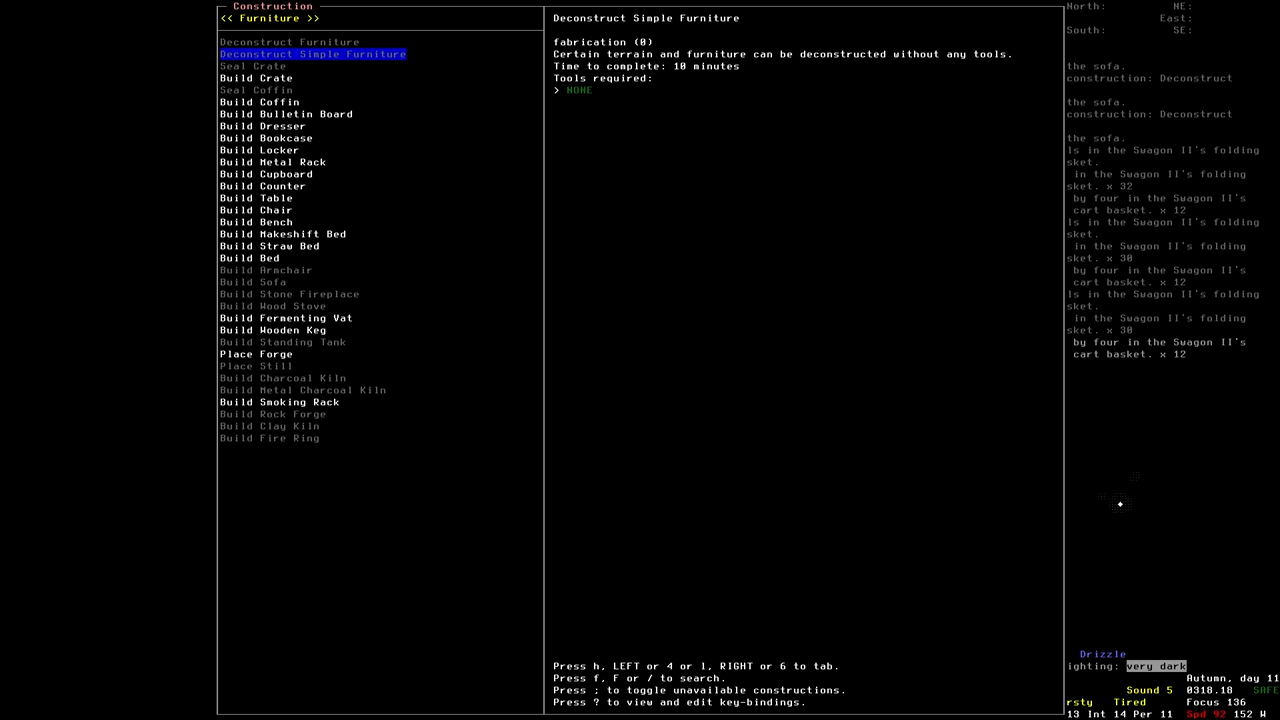 Construction
<< Furniture >>
Deconstruct Furniture
Deconstruct Simple Furniture
Seal Crate
Build Crate
Seal Coffin
Build Coffin
Build Bulletin Board
Build Dresser
Build Bookcase
Build Locker
Build Metal Rack
Build Cupboard
Build Counter
Build Table
Build Chair
Build Bench
Build Makeshift Bed
Build Straw Bed
Build Bed
Build Armchair
Build Sofa
Build Stone Fireplace
Build Wood Stove
Build Fermenting Vat
Build Wooden Keg
Build Standing Tank
Place Forge
Place Still
Build Charcoal Kiln
Build Metal Charcoal Kiln
Build Smoking Rack
Build Rock Forge
Build Clay Kiln
Build Fire Ring
Deconstruct Simple Furniture
fabrication (0)
Certain terrain and furniture can be deconstructed without any tools.
Time to complete: 10 minutes
Tools required:
> NONE
Press h, LEFT or 4 or l, RIGHT or 6 to tab.
Press f, F or / to search.
Press ; to toggle unavailable constructions.
Press ? to view and edit key-bindings.
North: NE:
East:
South: SE:
the sofa.
construction: Deconstruct
the sofa.
construction: Deconstruct
the sofa.
ls in the Swagon II's folding
sket.
in the Swagon II's folding
sket. x 32
by four in the Swagon II's
cart basket. x 12
ls in the Swagon II's folding
sket.
in the Swagon II's folding
sket. x 30
by four in the Swagon II's
cart basket. x 12
ls in the Swagon II's folding
sket.
in the Swagon II's folding
sket. x 30
by four in the Swagon II's
cart basket. x 12
Drizzle
ighting: very dark
Autumn, day 11
Sound 5 0318.18 SAFE
rsty Tired Focus 136
13 Int 14 Per 11 Spd 92 152 W